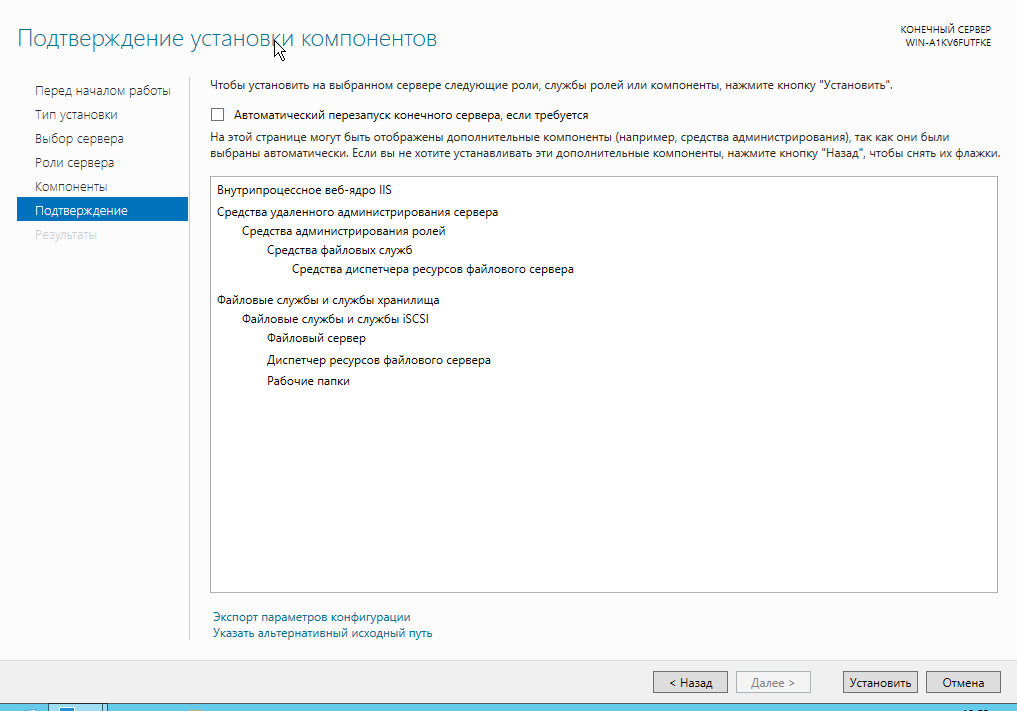 Подтверждение установки компонентов
КОНЕЧНЫЙ СЕРВЕР
WIN-A1KV6FUTFKE
Перед началом работы
Тип установки
Выбор сервера
Роли сервера
Компоненты
Подтверждение
Результаты
Чтобы установить на выбранном сервере следующие роли, службы ролей или компоненты, нажмите кнопку "Установить".
Автоматический перезапуск конечного сервера, если требуется
На этой странице могут быть отображены дополнительные компоненты (например, средства администрирования), так как они были
выбраны автоматически. Если вы не хотите устанавливать эти дополнительные компоненты, нажмите кнопку "Назад", чтобы снять их флажки.
Внутрипроцессное веб-ядро IIS
Средства удаленного администрирования сервера
Средства администрирования ролей
Средства файловых служб
Средства диспетчера ресурсов файлового сервера
Файловые службы и службы хранилища
Файловые службы и службы iSCSI
Файловый сервер
Диспетчер ресурсов файлового сервера
Рабочие папки
Экспорт параметров конфигурации
Указать альтернативный исходный путь
< Назад
Далее >
Установить
Отмена